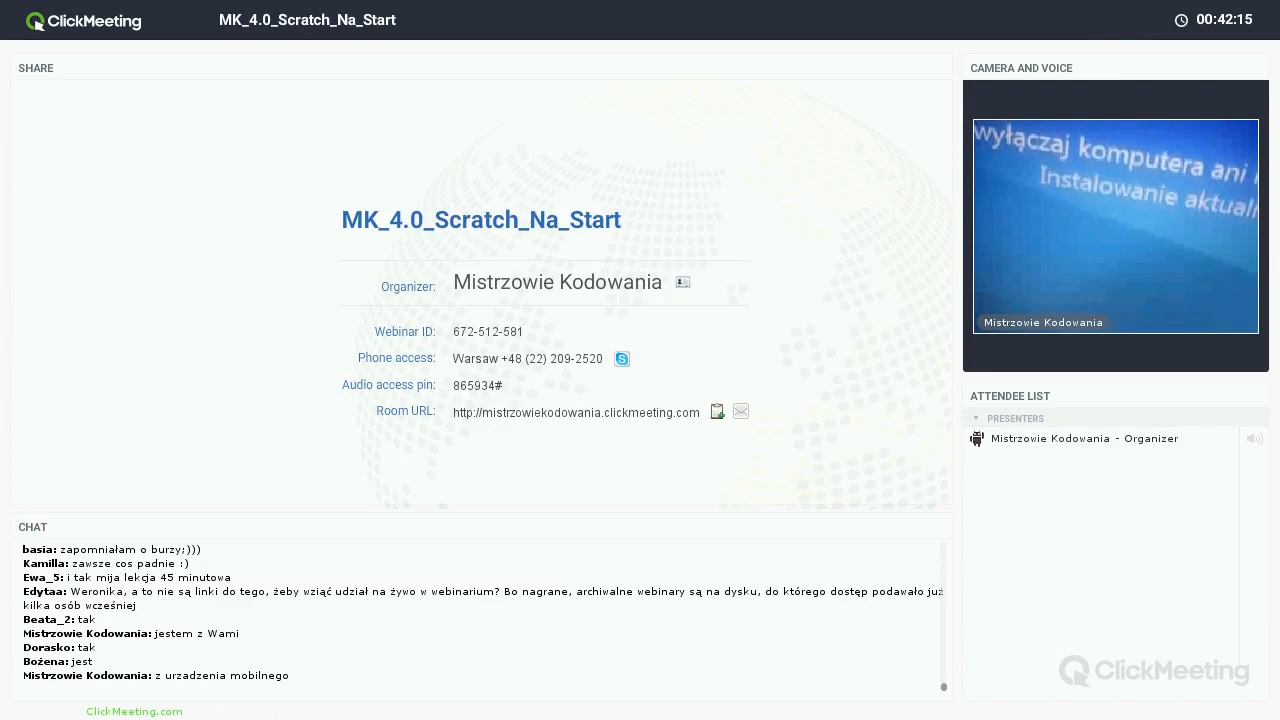 ClickMeeting
MK_4.0_Scratch_Na_Start
00:42:15
SHARE
MK_4.0_Scratch_Na_Start
Organizer: Mistrzowie Kodowania
Webinar ID: 672-512-581
Phone access: Warsaw +48 (22) 209-2520
Audio access pin: 865934#
Room URL: http://mistrzowiekodowania.clickmeeting.com
CHAT
basia: zapomniałam o burzy;)))
Kamilla: zawsze cos padnie :)
Ewa_5: i tak mija lekcja 45 minutowa
Edytaa: Weronika, a to nie są linki do tego, żeby wziąć udział na żywo w webinarium? Bo nagrane, archiwalne webinary są na dysku, do którego dostęp podawało już
kilka osób wcześniej
Beata_2: tak
Mistrzowie Kodowania: jestem z Wami
Dorasko: tak
Bożena: jest
Mistrzowie Kodowania: z urzadzenia mobilnego
ClickMeeting.com
CAMERA AND VOICE
wyłączaj komputera ani
Instalowanie aktual
Mistrzowie Kodowania
ATTENDEE LIST
PRESENTERS
Mistrzowie Kodowania - Organizer
ClickMeeting